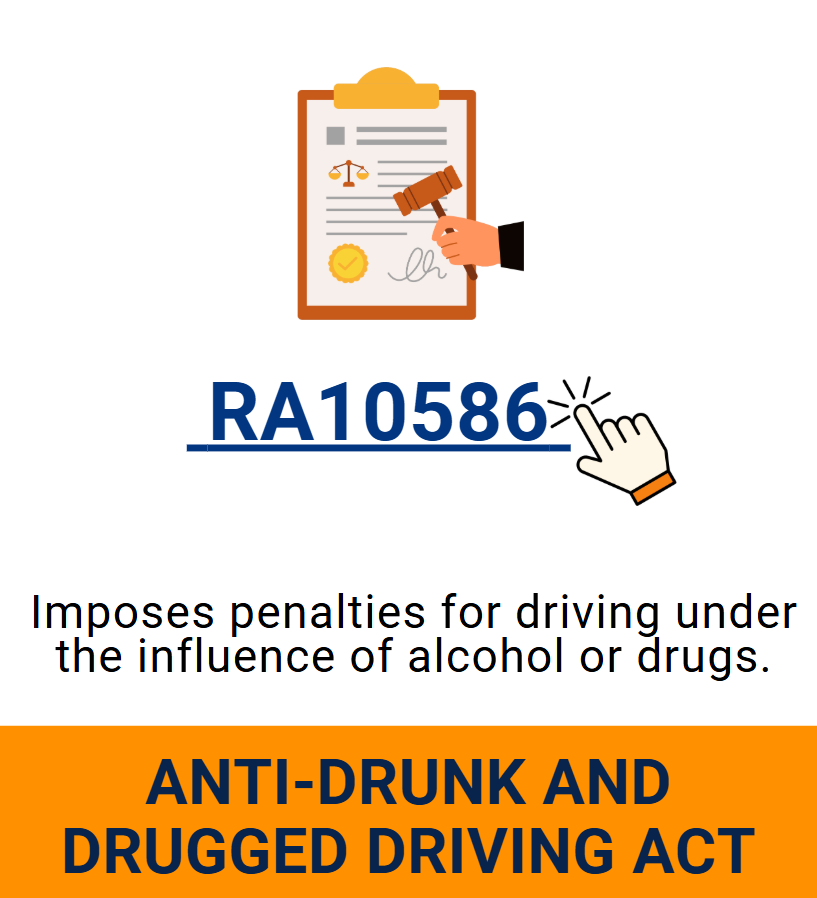 RA10586
Imposes penalties for driving under
the influence of alcohol or drugs.
ANTI-DRUNK AND
DRUGGED DRIVING ACT